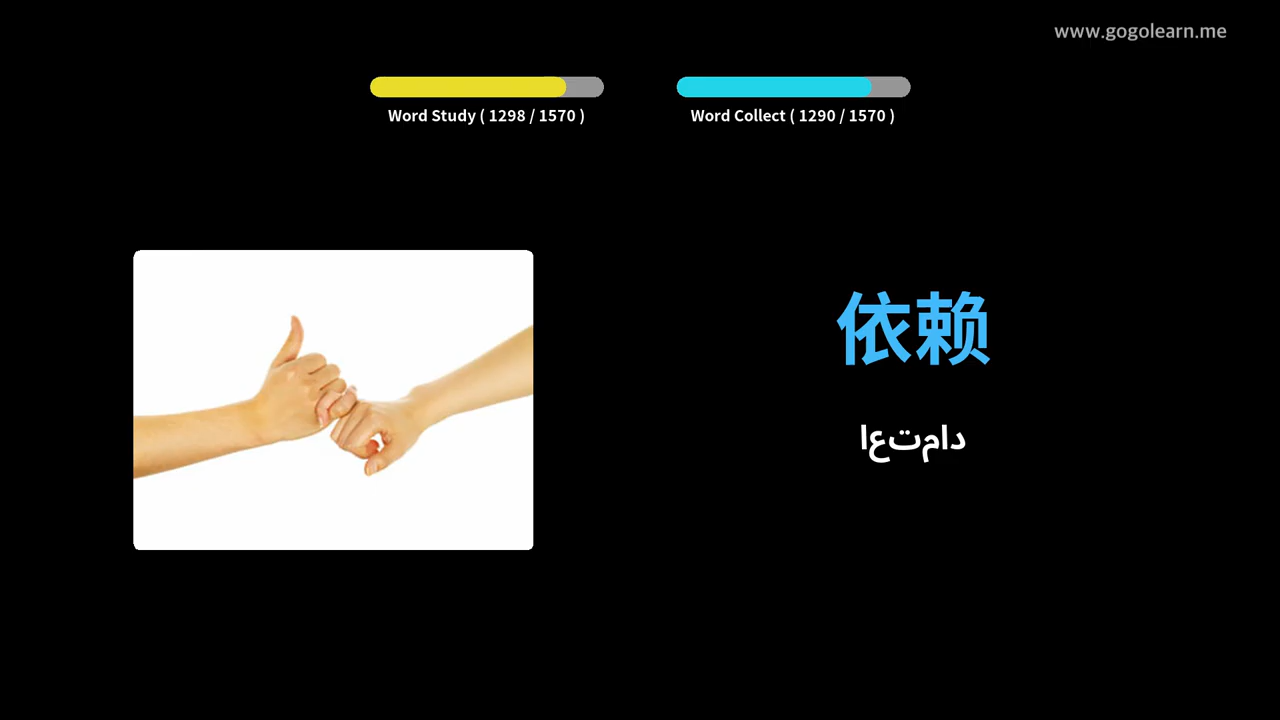 www.gogolearn.me
Word Study ( 1298 / 1570 )
Word Collect ( 1290 / 1570 )
依赖
اعتماد